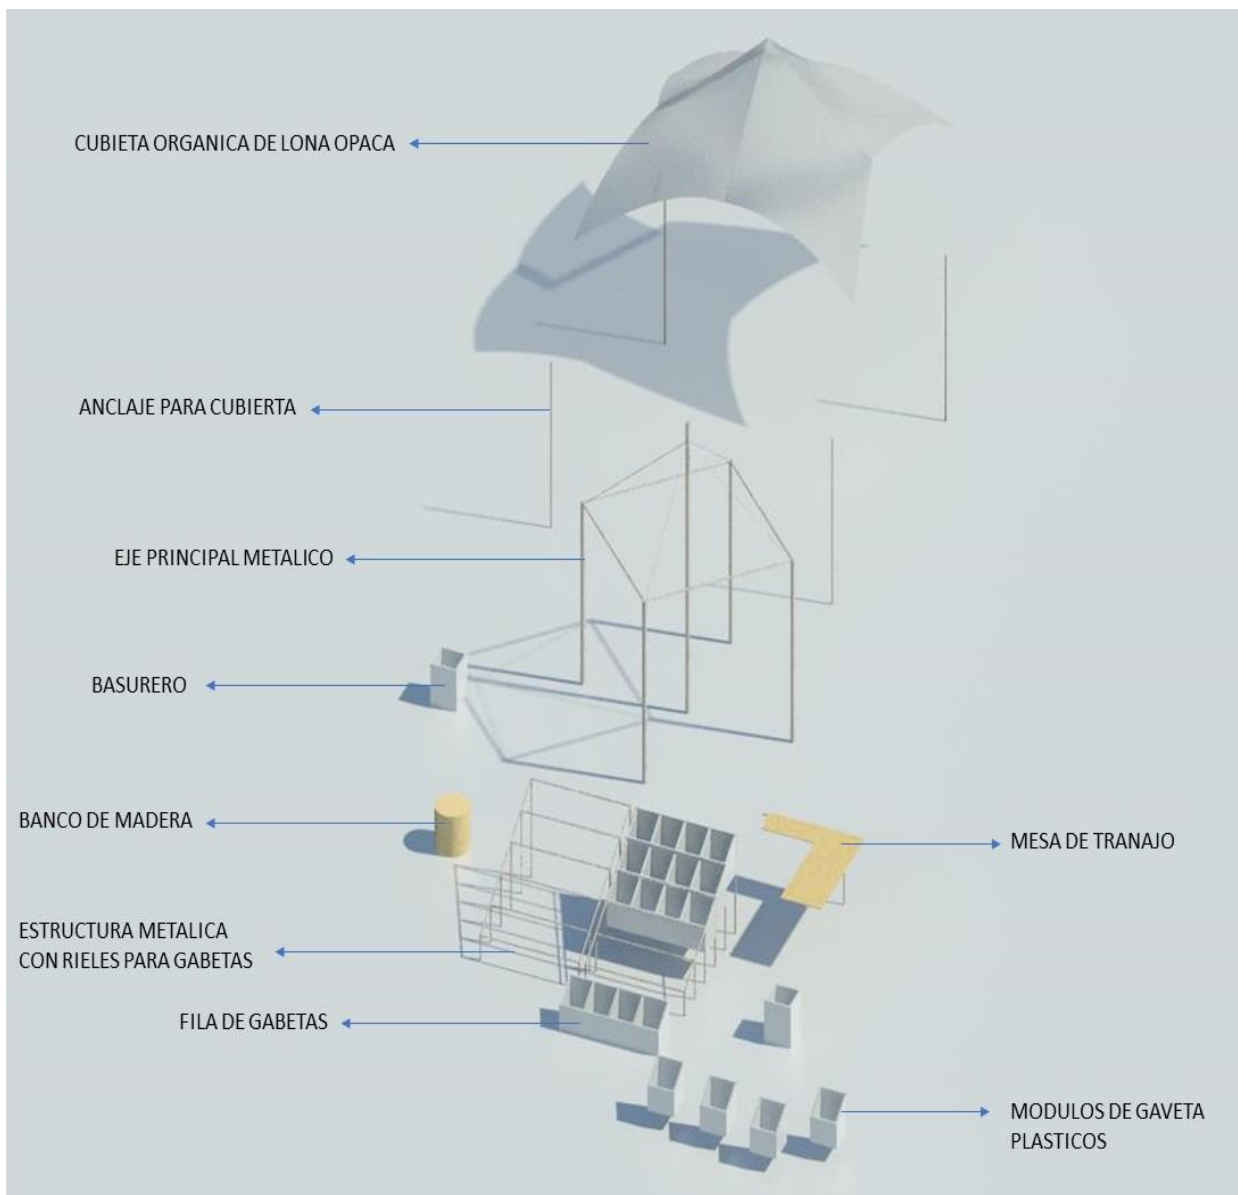 CUBIETA ORGANICA DE LONA OPACA
ANCLAJE PARA CUBIERTA
EJE PRINCIPAL METALICO
BASURERO
BANCO DE MADERA
MESA DE TRANAJO
ESTRUCTURA METALICA
CON RIELES PARA GABETAS
FILA DE GABETAS
MODULOS DE GAVETA
PLASTICOS